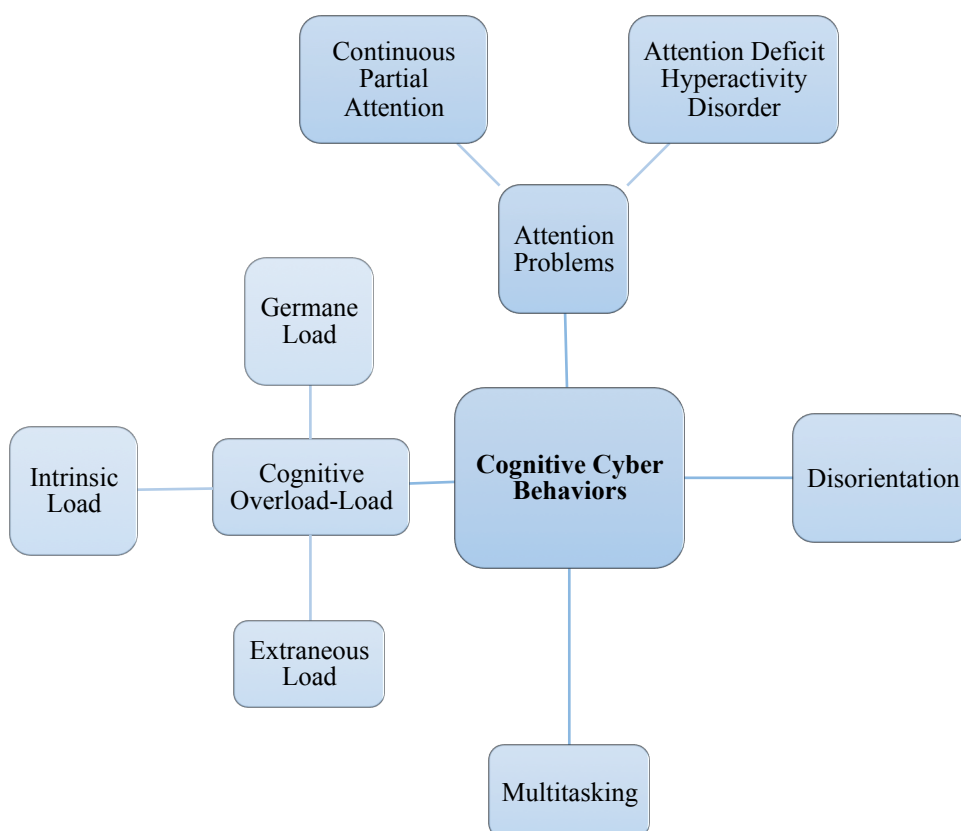 Continuous
Partial
Attention
Attention Deficit
Hyperactivity
Disorder
Attention
Problems
Germane
Load
Intrinsic
Load
Cognitive
Overload-Load
Cognitive Cyber
Behaviors
Disorientation
Extraneous
Load
Multitasking